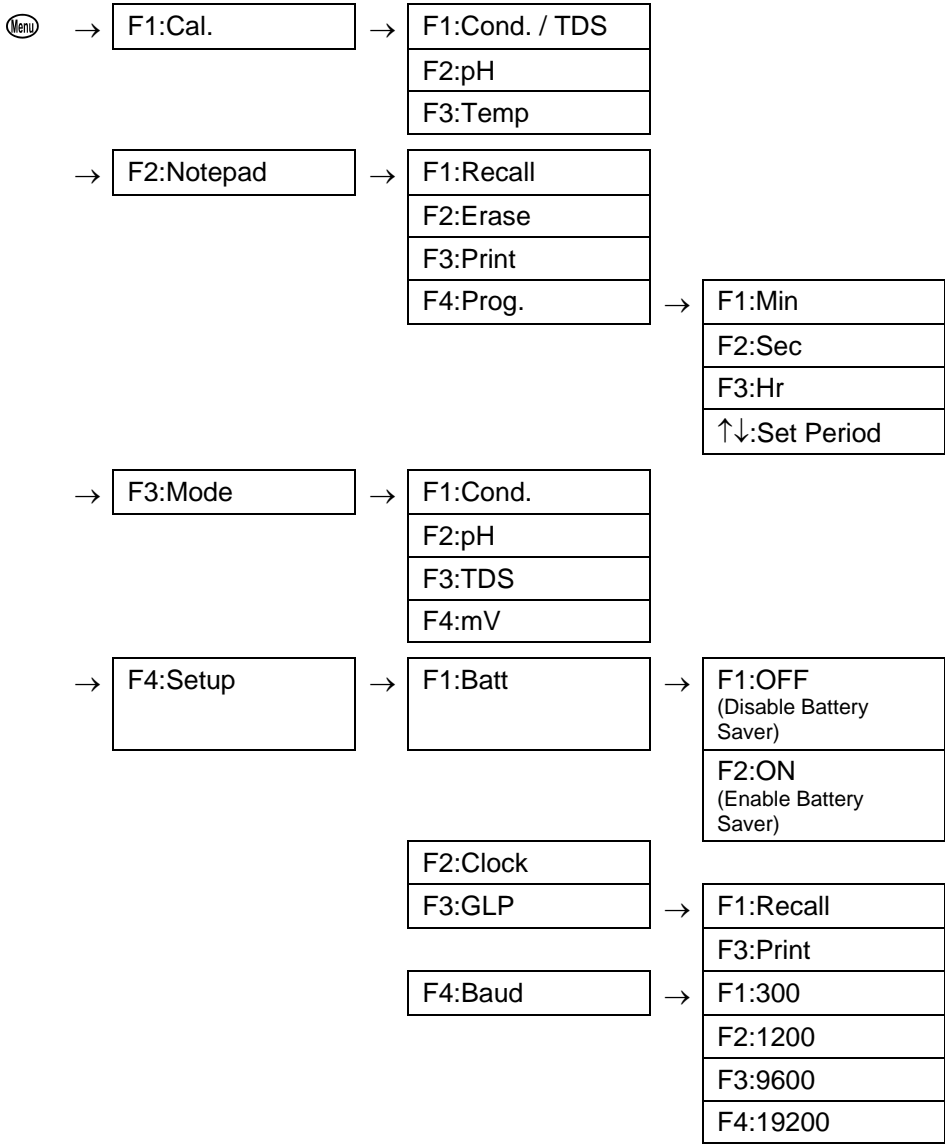 Menu → F1:Cal. → F1:Cond. / TDS
F2:pH
F3:Temp
→ F2:Notepad → F1:Recall
F2:Erase
F3:Print
F4:Prog. → F1:Min
F2:Sec
F3:Hr
↑↓:Set Period
→ F3:Mode → F1:Cond.
F2:pH
F3:TDS
F4:mV
→ F4:Setup → F1:Batt → F1:OFF
(Disable Battery
Saver)
F2:ON
(Enable Battery
Saver)
F2:Clock
F3:GLP → F1:Recall
F3:Print
F4:Baud → F1:300
F2:1200
F3:9600
F4:19200